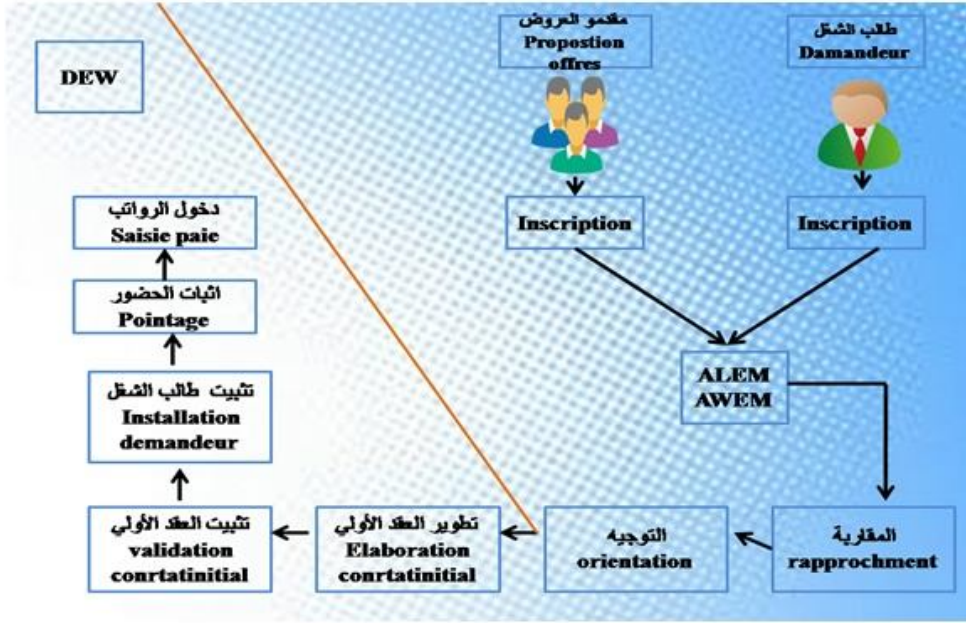 DEW
مقدمو العروض
Propostion
offres
طالب الشغل
Damandeur
Inscription
Inscription
ALEM
AWEM
المقاربة
rapprochment
التوجيه
orientation
تطوير العقد الأولي
Elaboration
conrtatinitial
تثبيت العقد الأولي
validation
conrtatinitial
تثبيت طالب الشغل
Installation
demandeur
اثبات الحضور
Pointage
دخول الرواتب
Saisie paie